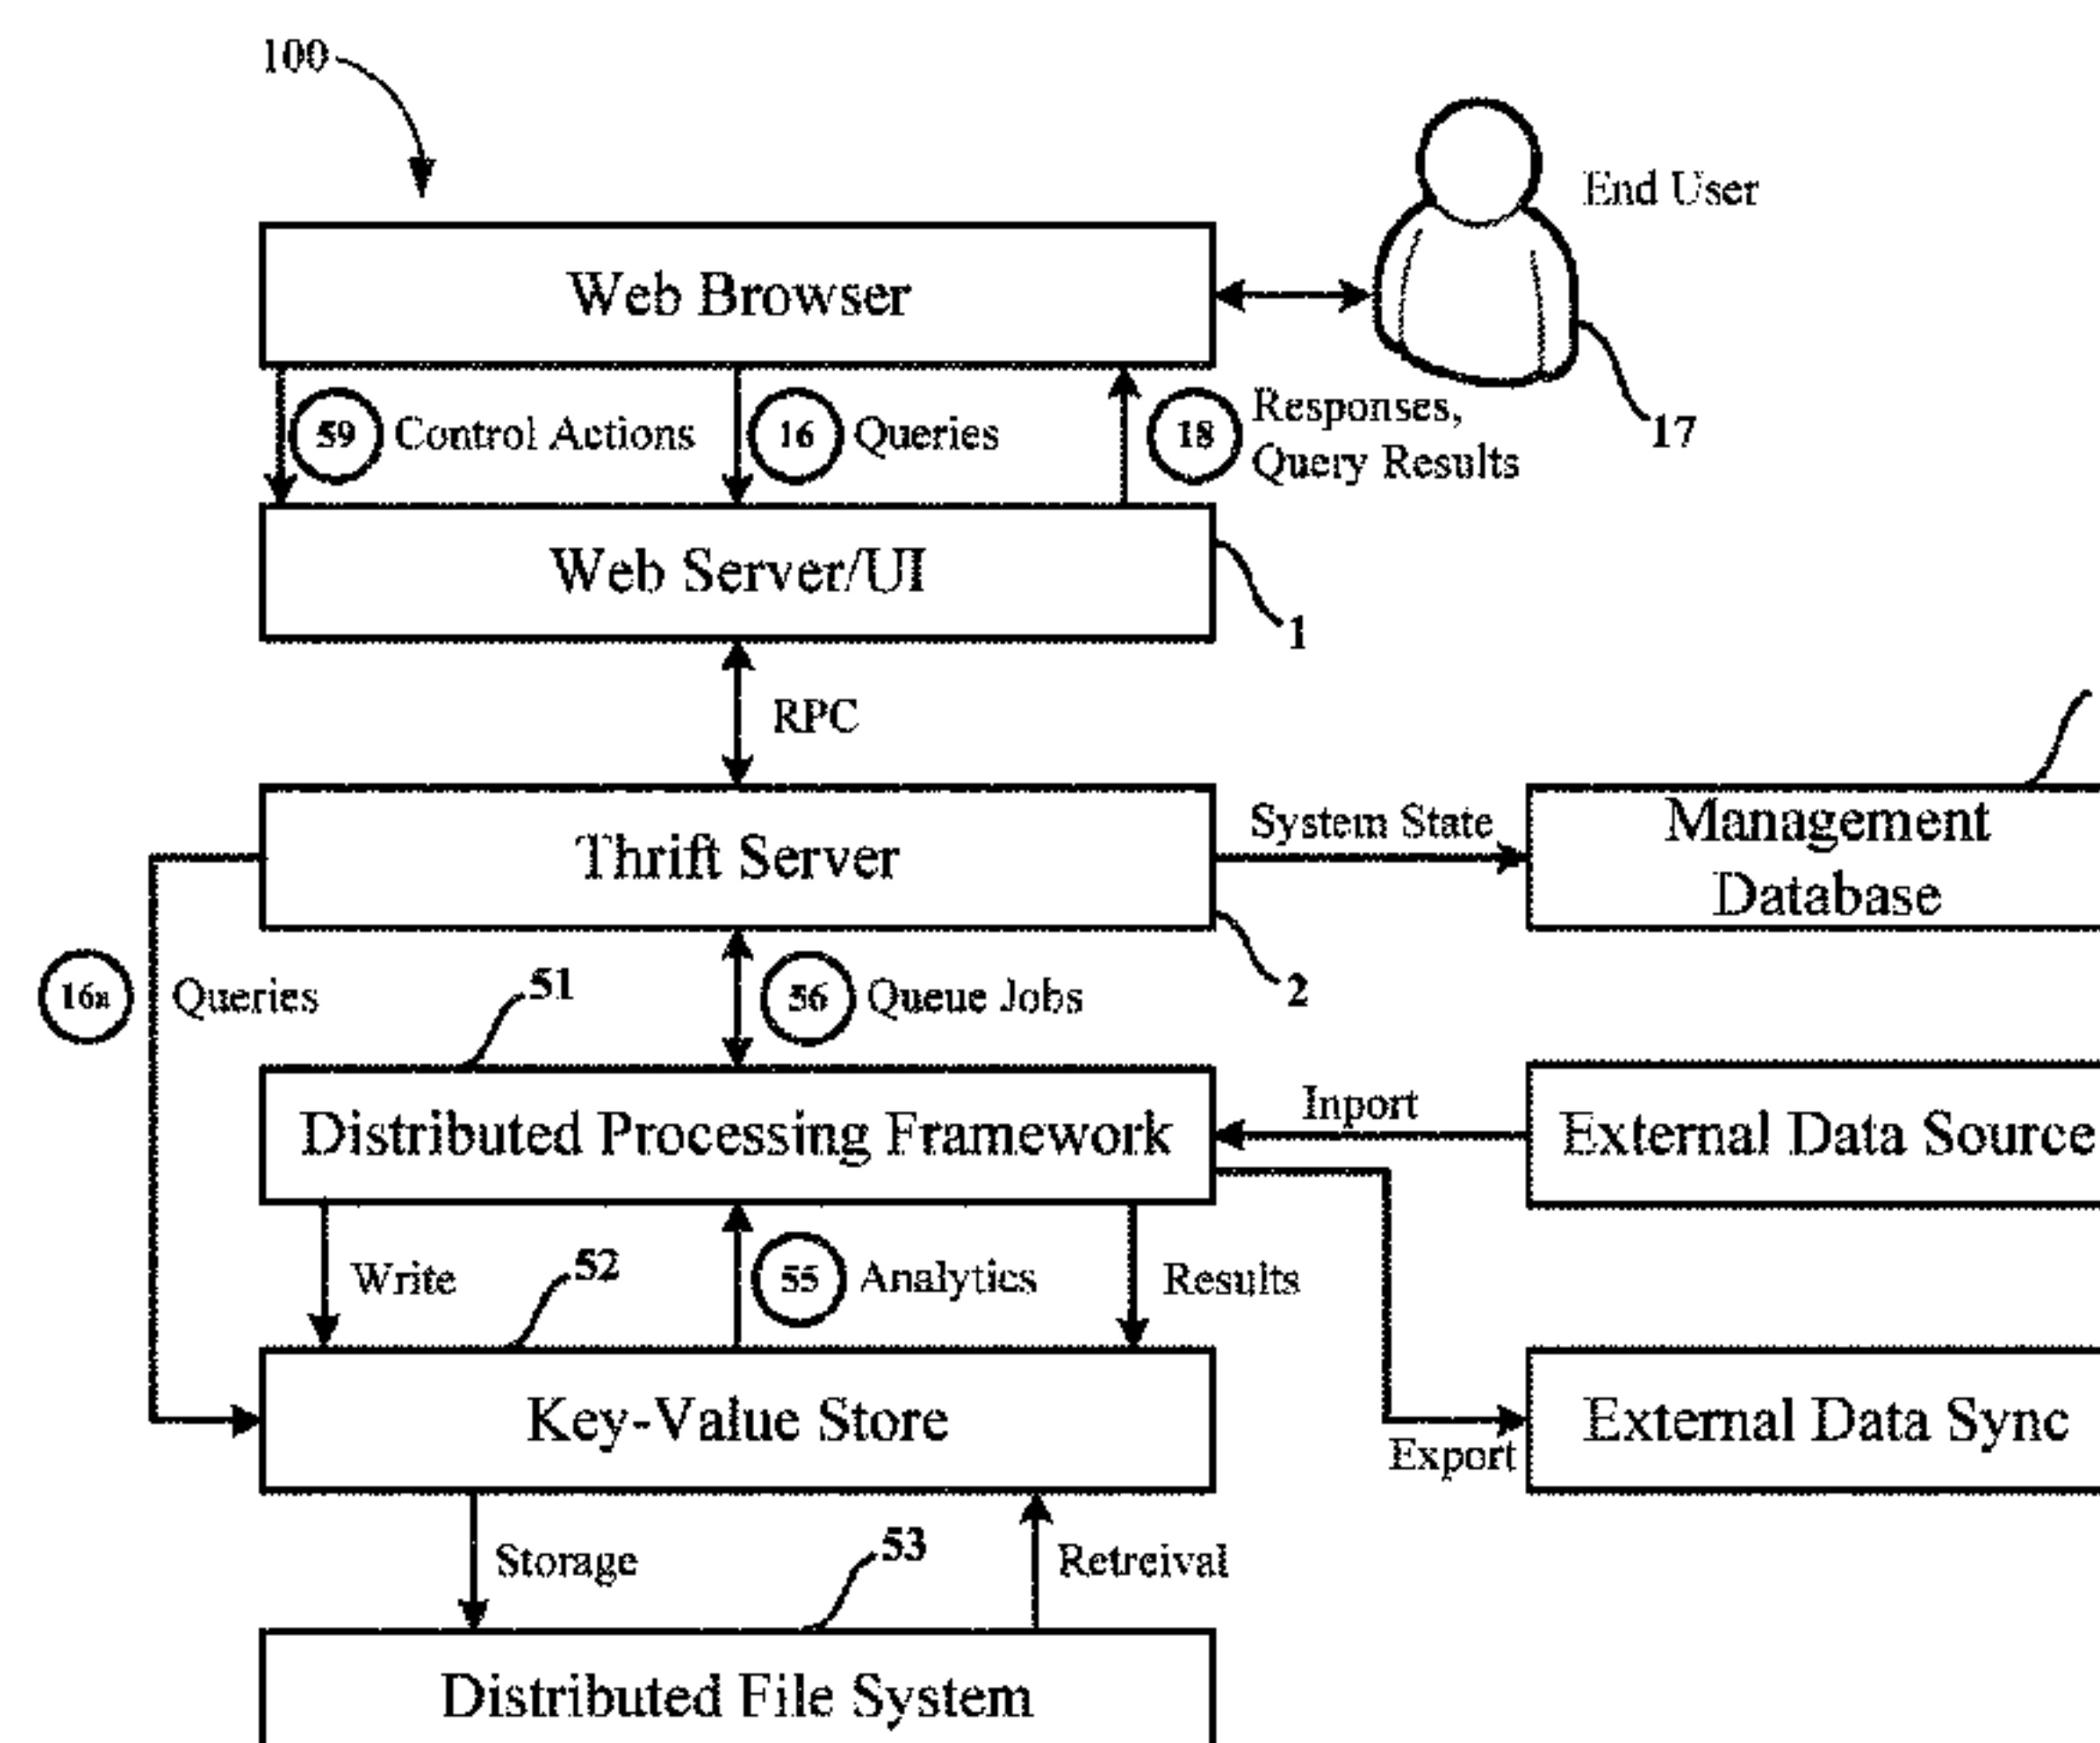 100
End User
Web Browser
59 Control Actions
16 Queries
18 Responses,
Query Results
17
Web Server/UI
1
RPC
Thrift Server
System State
Management
Database
2
16a Queries
51
56 Queue Jobs
Distributed Processing Framework
Inport
External Data Source
Write
52
55 Analytics
Results
Key-Value Store
Export
External Data Sync
Storage
53
Retreival
Distributed File System